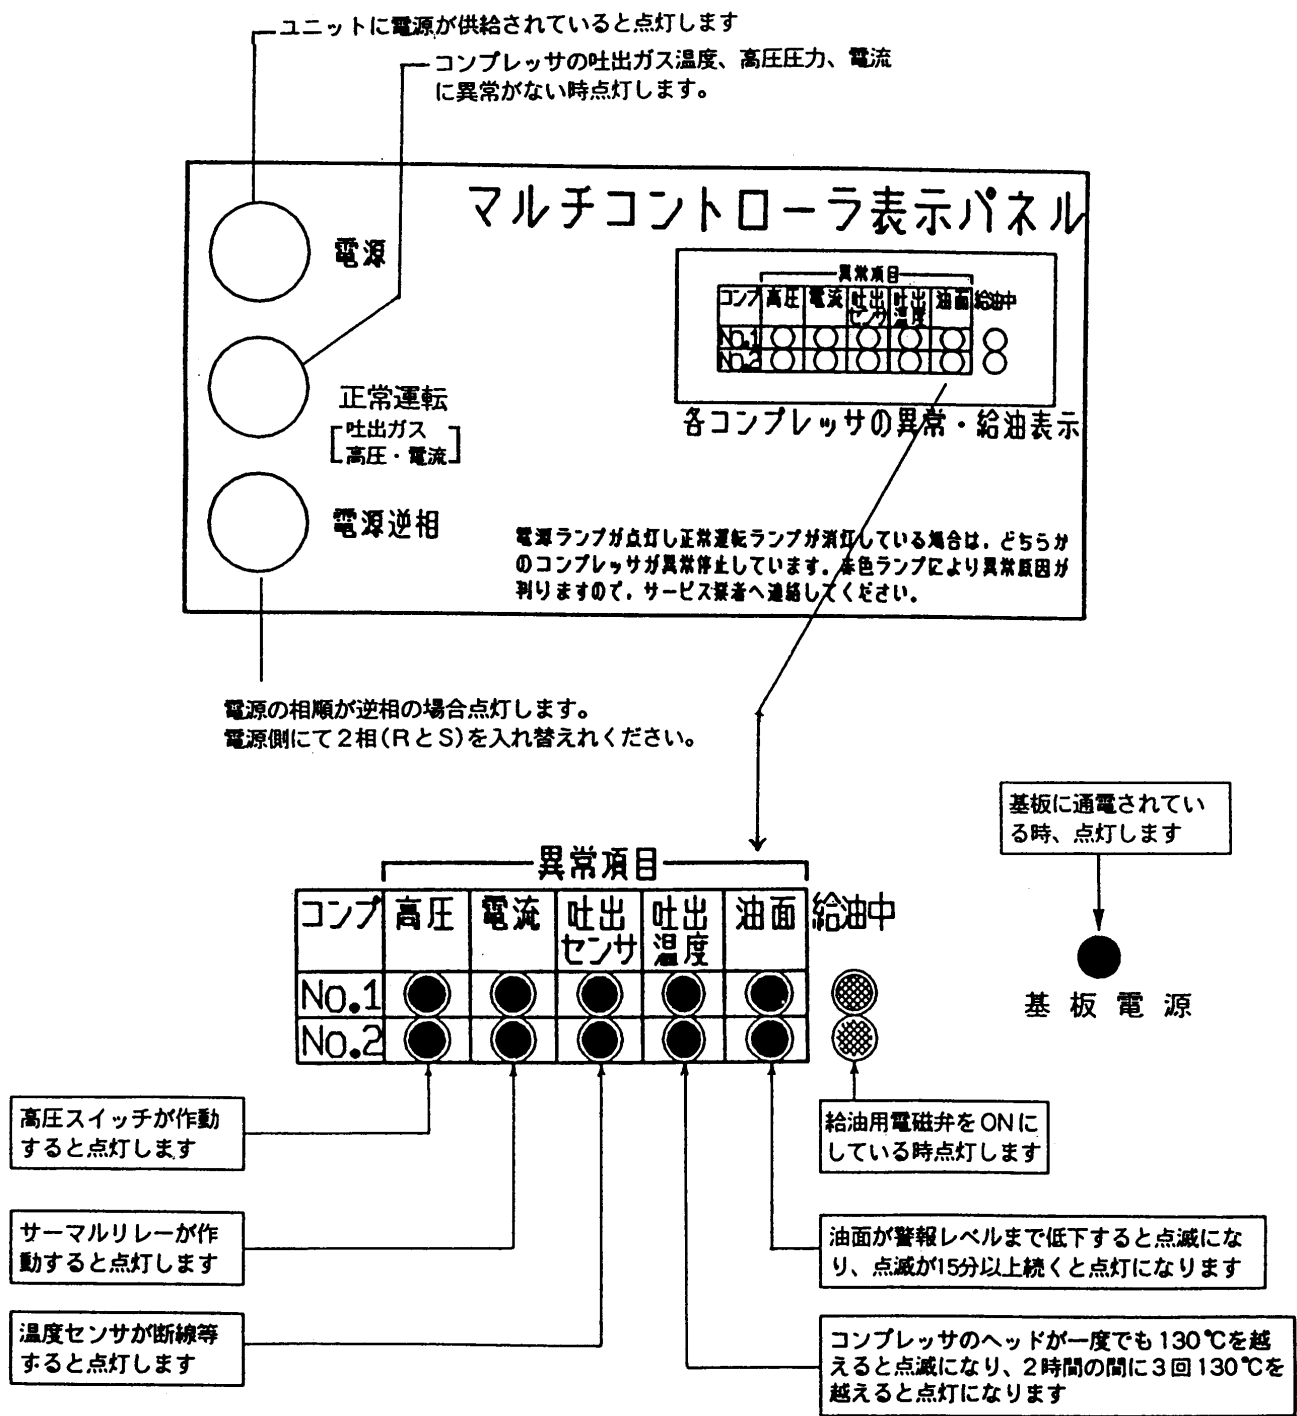 ユニットに電源が供給されていると点灯します
コンプレッサの吐出ガス温度、高圧圧力、電流
に異常がない時点灯します。
マルチコントローラ表示パネル
電源
異常項目
コンプ 高圧 電流 吐出センサ 吐出温度 油面 給油中
No.1
No.2
各コンプレッサの異常・給油表示
正常運転
[吐出ガス
高圧・電流]
電源逆相
電源ランプが点灯し正常運転ランプが消灯している場合は、どちらか
のコンプレッサが異常停止しています。赤色ランプにより異常原因が
判りますので、サービス業者へ連絡してください。
電源の相順が逆相の場合点灯します。
電源側にて2相(RとS)を入れ替えれください。
基板に通電されてい
る時、点灯します
基板電源
異常項目
コンプ 高圧 電流 吐出センサ 吐出温度 油面 給油中
No.1
No.2
高圧スイッチが作動
すると点灯します
サーマルリレーが作
動すると点灯します
温度センサが断線等
すると点灯します
給油用電磁弁をONに
している時点灯します
油面が警報レベルまで低下すると点滅にな
り、点滅が15分以上続くと点灯になります
コンプレッサのヘッドが一度でも130℃を越
えると点滅になり、2時間の間に3回130℃を
越えると点灯になります